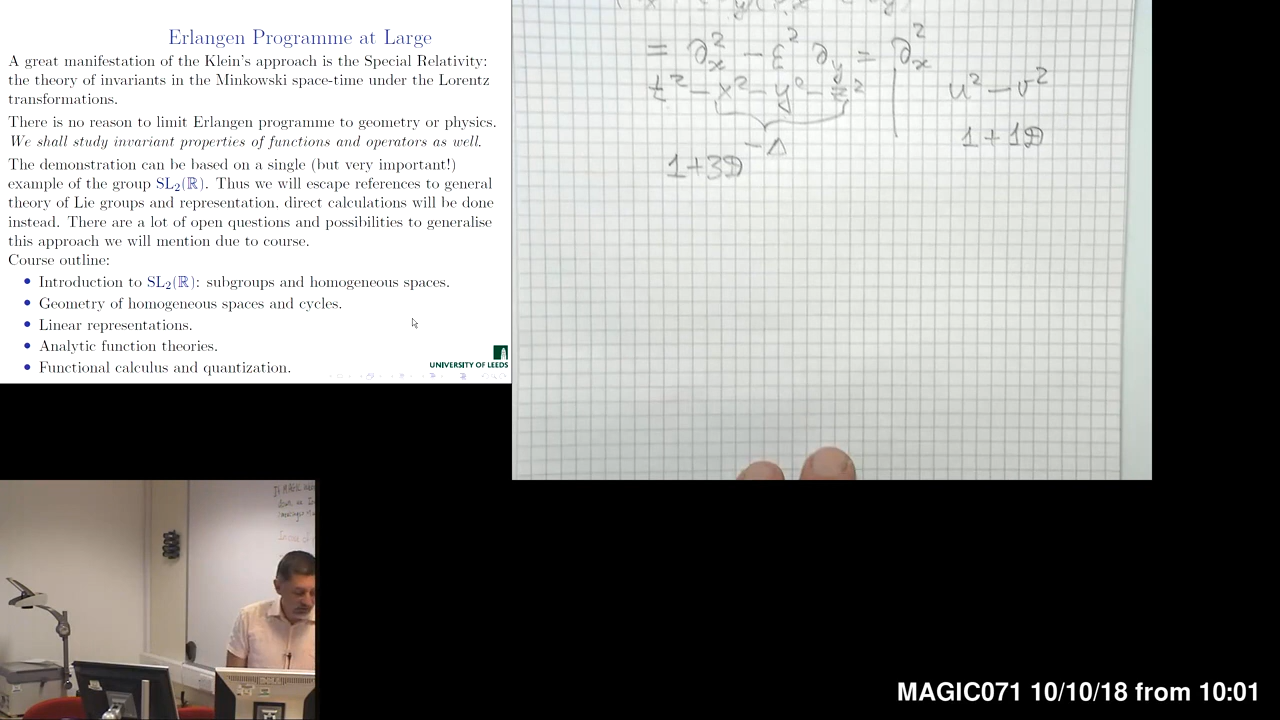 Erlangen Programme at Large
A great manifestation of the Klein's approach is the Special Relativity:
the theory of invariants in the Minkowski space-time under the Lorentz
transformations.
There is no reason to limit Erlangen programme to geometry or physics.
We shall study invariant properties of functions and operators as well.
The demonstration can be based on a single (but very important!)
example of the group SL₂(ℝ). Thus we will escape references to general
theory of Lie groups and representation, direct calculations will be done
instead. There are a lot of open questions and possibilities to generalise
this approach we will mention due to course.
Course outline:
• Introduction to SL₂(ℝ): subgroups and homogeneous spaces.
• Geometry of homogeneous spaces and cycles.
• Linear representations.
• Analytic function theories.
• Functional calculus and quantization.
UNIVERSITY OF LEEDS
= ∂²ₓ − ε² ∂y = ∂²ₓ
t² − x² − y² − z²
u² − v²
−Δ
1+3D
1+1D
MAGIC071 10/10/18 from 10:01